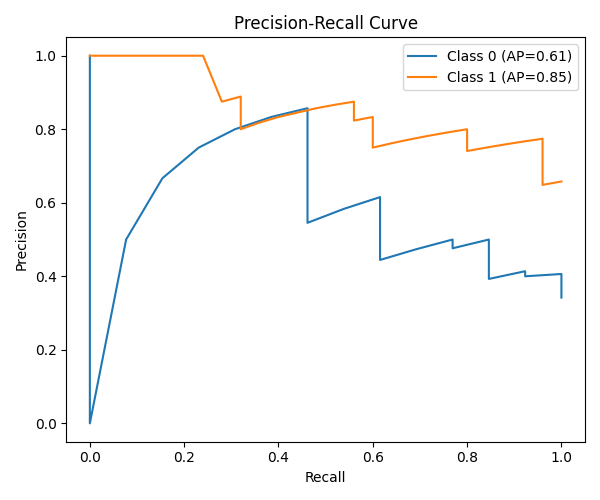 Precision-Recall Curve
Class 0 (AP=0.61)
Class 1 (AP=0.85)
Precision
1.0
0.8
0.6
0.4
0.2
0.0
0.0 0.2 0.4 0.6 0.8 1.0
Recall